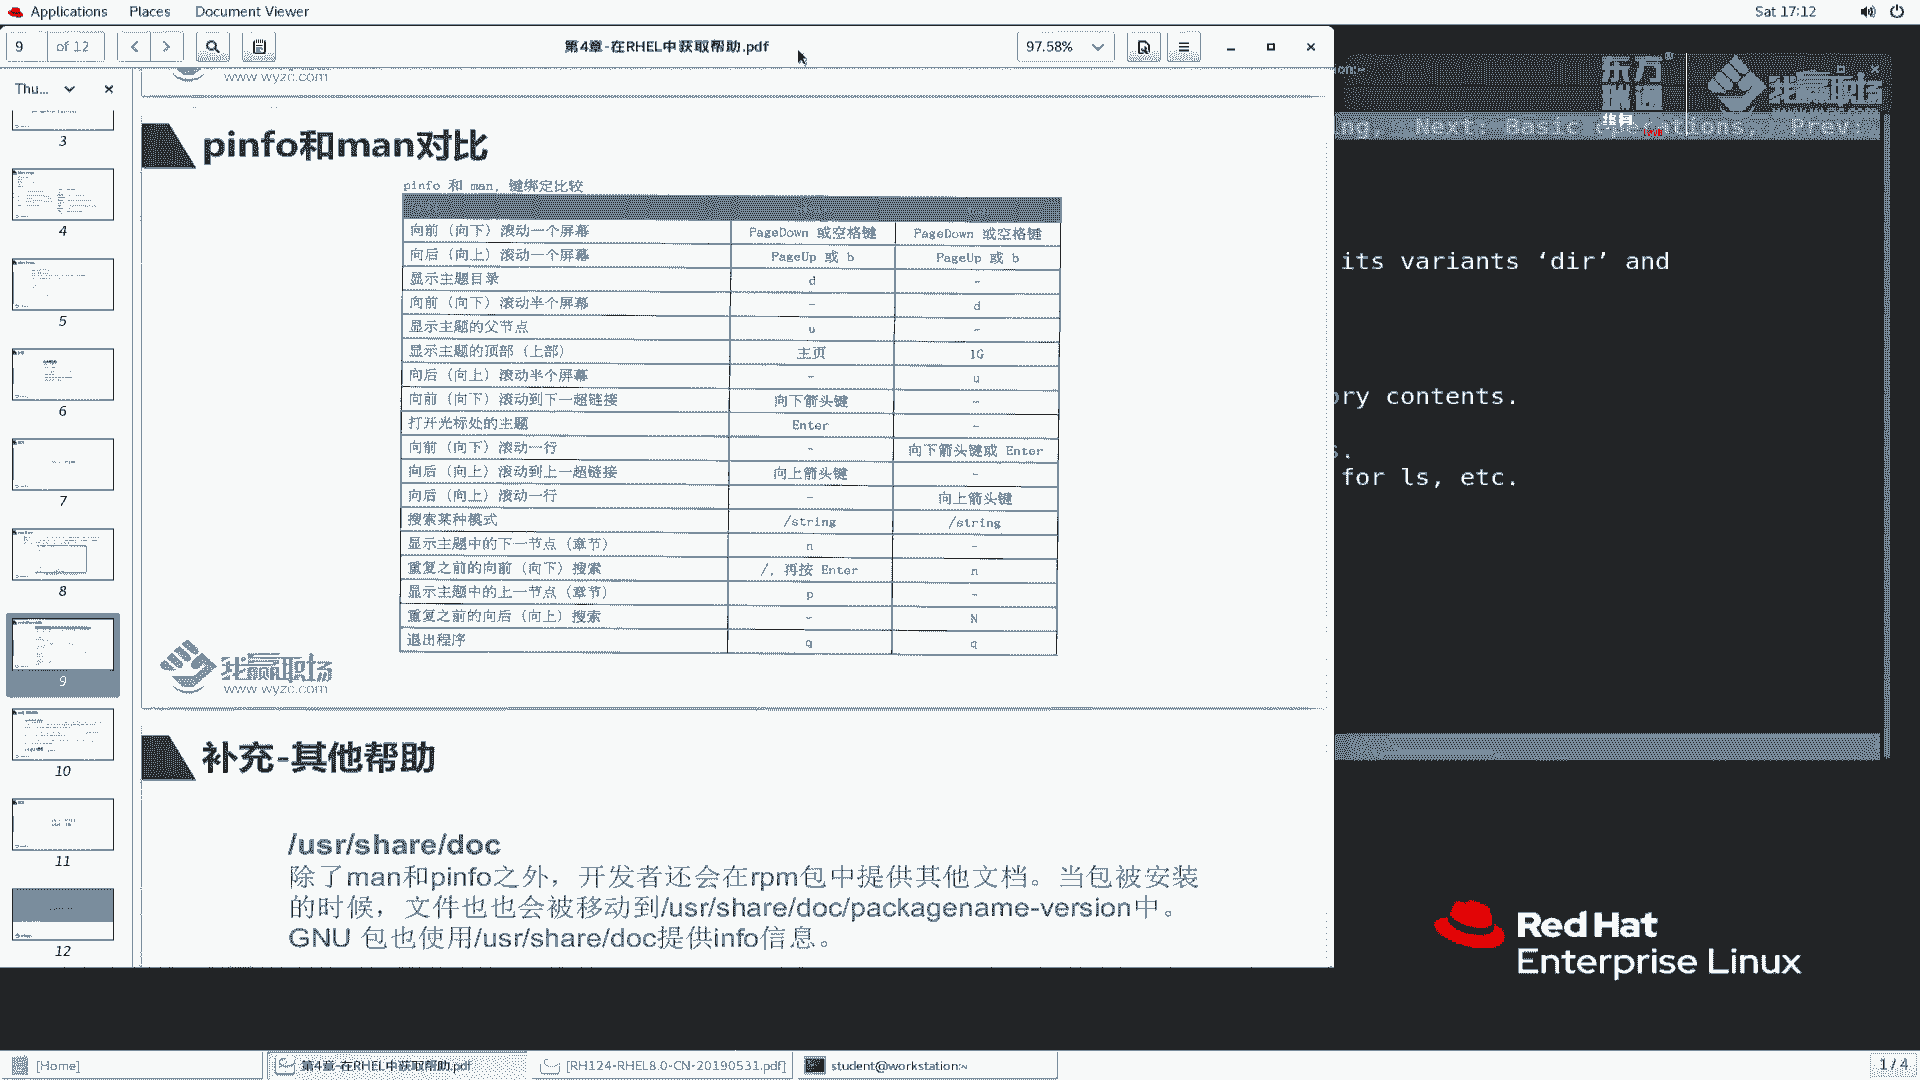 Applications Places Document Viewer Sat 17:12
9 of 12 第4章-在RHEL中获取帮助.pdf 97.58%
Thu...
3
4
5
6
7
8
9
10
11
12
www.wyzc.com
pinfo和man对比
pinfo 和 man, 键绑定比较
向前（向下）滚动一个屏幕 PageDown 或空格键 PageDown 或空格键
向后（向上）滚动一个屏幕 PageUp 或 b PageUp 或 b
显示主题目录 d -
向前（向下）滚动半个屏幕 - d
显示主题的父节点 u -
显示主题的顶部（上部） 主页 1G
向后（向上）滚动半个屏幕 - u
向前（向下）滚动到下一超链接 向下箭头键 -
打开光标处的主题 Enter -
向前（向下）滚动一行 - 向下箭头键或 Enter
向后（向上）滚动到上一超链接 向上箭头键 -
向后（向上）滚动一行 - 向上箭头键
搜索某种模式 /string /string
显示主题中的下一节点（章节） n -
重复之前的向前（向下）搜索 /, 再按 Enter n
显示主题中的上一节点（章节） p -
重复之前的向后（向上）搜索 - N
退出程序 q q
我赢职场
www.wyzc.com
补充-其他帮助
/usr/share/doc
除了man和pinfo之外，开发者还会在rpm包中提供其他文档。当包被安装
的时候，文件也也会被移动到/usr/share/doc/packagename-version中。
GNU 包也使用/usr/share/doc提供info信息。
on:~
东方瑞通
终身
我赢职场
ng, Next: Basic operations, Prev:
its variants ‘dir’ and
ory contents.
s.
for ls, etc.
Red Hat
Enterprise Linux
[Home] 第4章-在RHEL中获取帮助.pdf [RH124-RHEL8.0-CN-20190531.pdf] student@workstation:~ 1 / 4